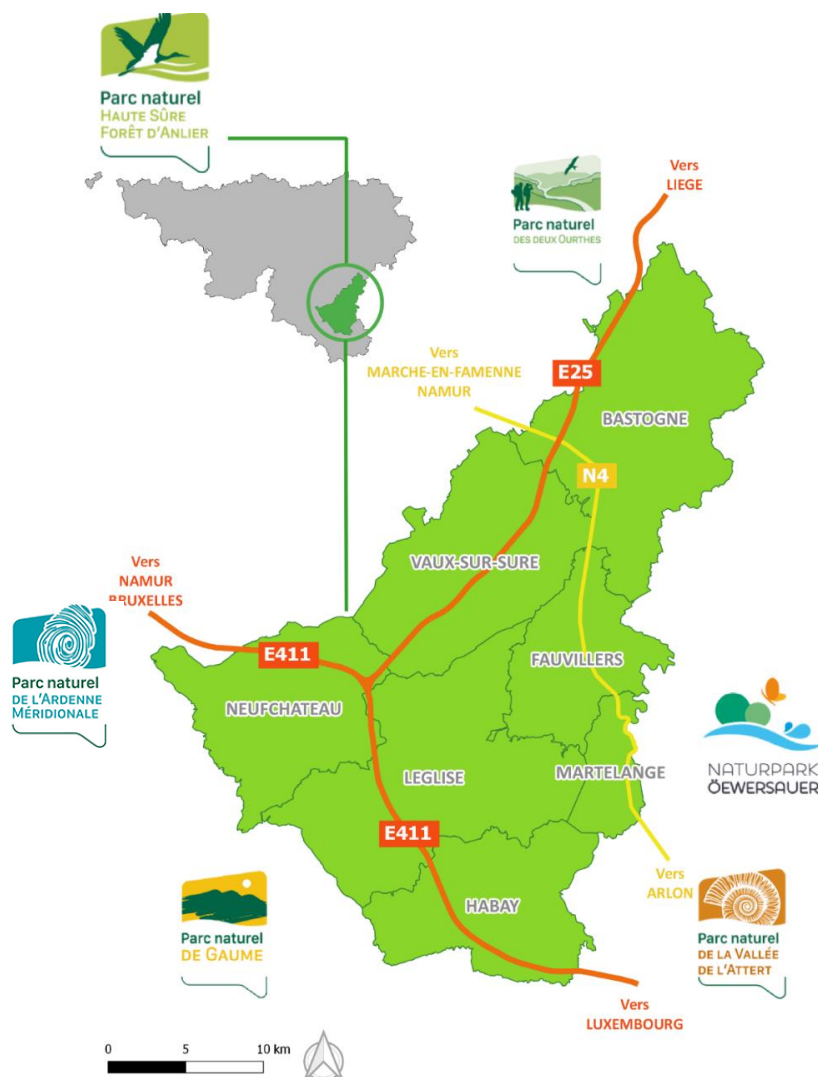 Parc naturel
HAUTE SÛRE
FORÊT D'ANLIER
Vers
LIEGE
Parc naturel
DES DEUX OURTHES
Vers
MARCHE-EN-FAMENNE
NAMUR
E25
BASTOGNE
N4
VAUX-SUR-SURE
Vers
NAMUR
BRUXELLES
E411
FAUVILLERS
Parc naturel
DE L'ARDENNE
MÉRIDIONALE
NEUFCHATEAU
NATURPARK
ÖEWERSAUER
LEGLISE
MARTELANGE
E411
Vers
ARLON
HABAY
Parc naturel
DE GAUME
Parc naturel
DE LA VALLÉE
DE L'ATTERT
Vers
LUXEMBOURG
0 5 10 km